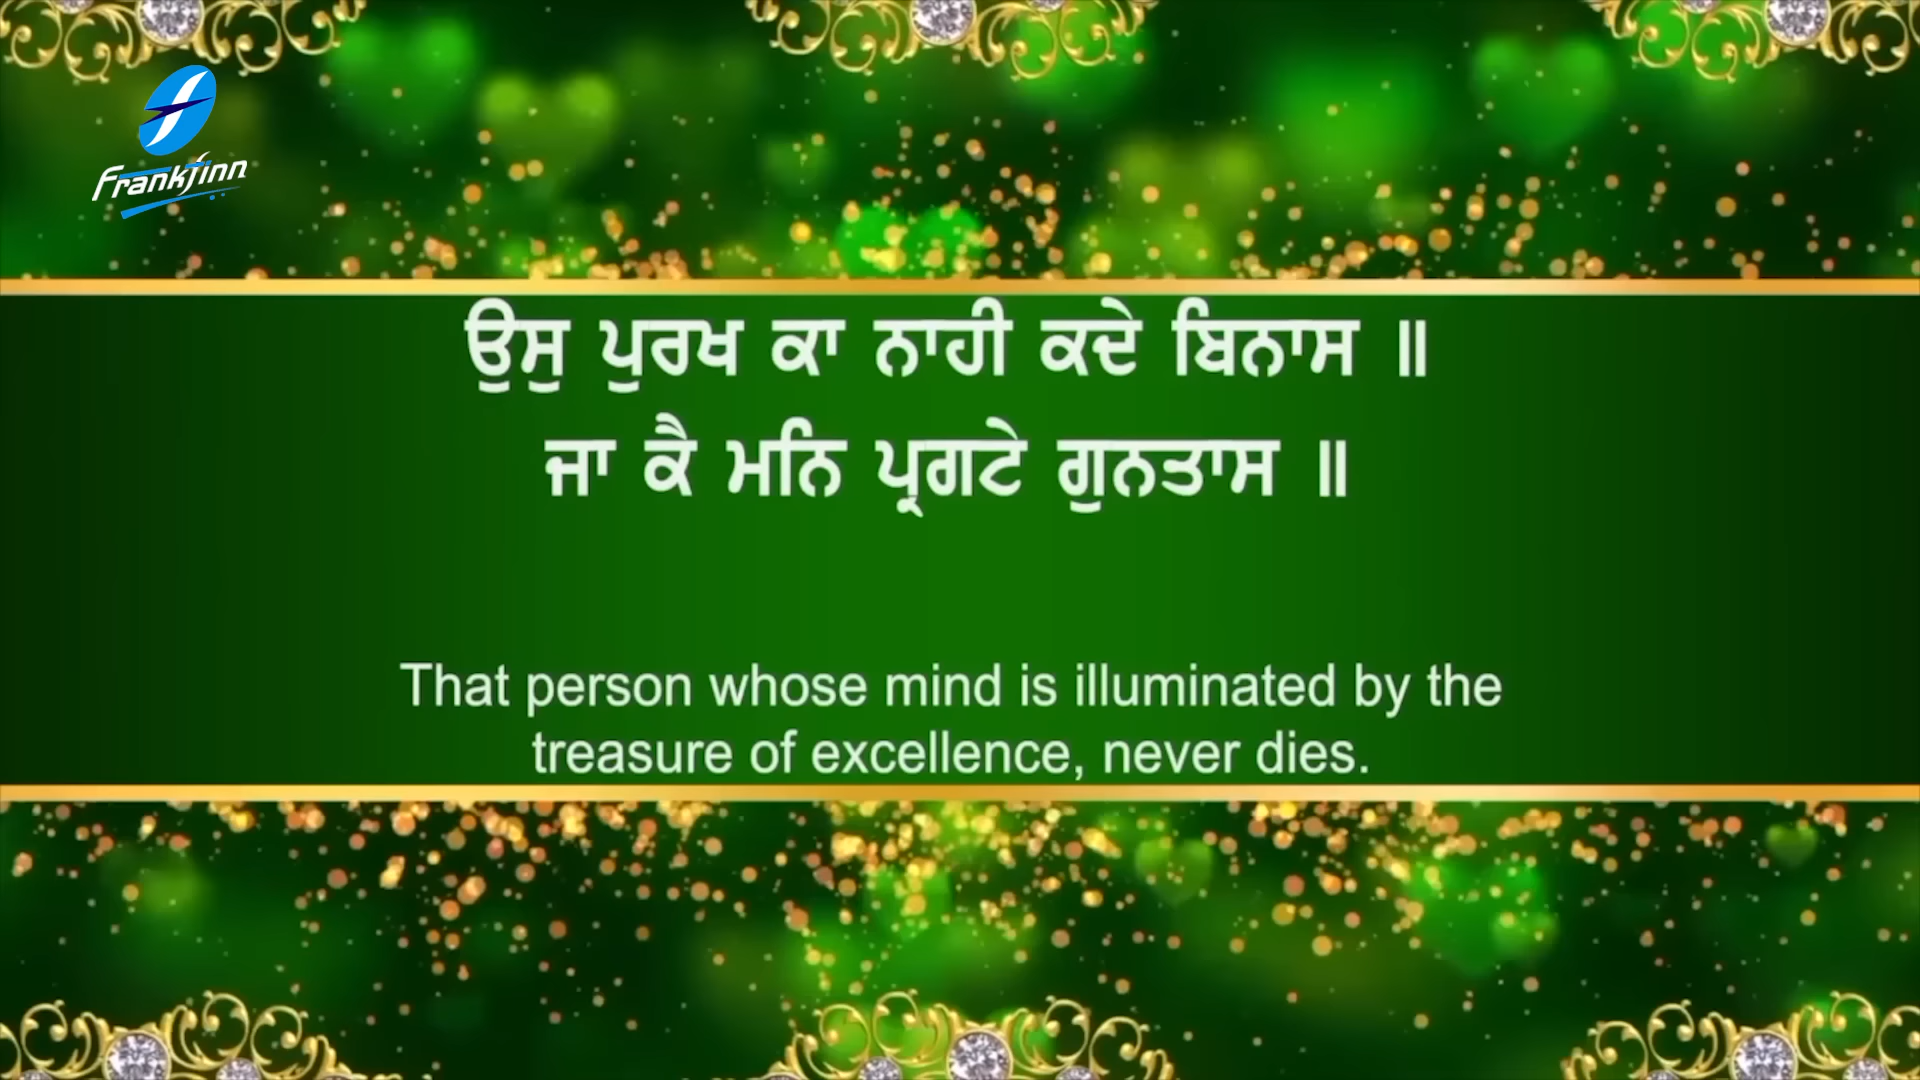 Frankfinn
ਉਸੁ ਪੁਰਖ ਕਾ ਨਾਹੀ ਕਦੇ ਬਿਨਾਸ ॥
ਜਾ ਕੈ ਮਨਿ ਪ੍ਰਗਟੇ ਗੁਨਤਾਸ ॥
That person whose mind is illuminated by the
treasure of excellence, never dies.